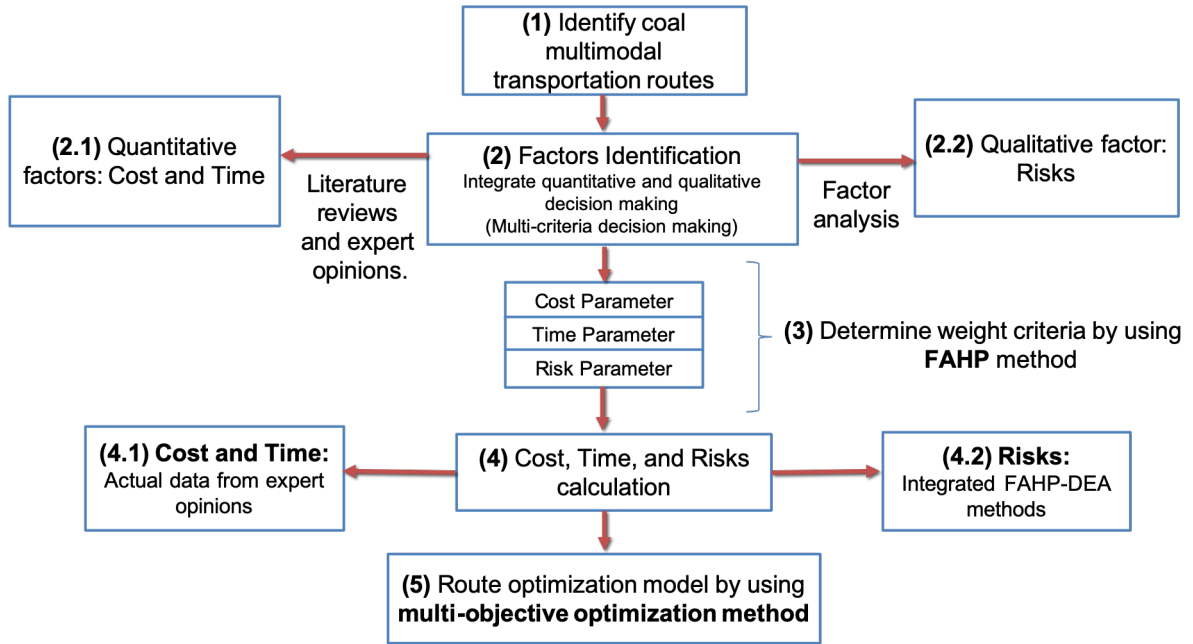 (1) Identify coal
multimodal
transportation routes
(2.1) Quantitative
factors: Cost and Time
(2) Factors Identification
Integrate quantitative and qualitative
decision making
(Multi-criteria decision making)
(2.2) Qualitative factor:
Risks
Literature
reviews
and expert
opinions.
Factor
analysis
Cost Parameter
Time Parameter
Risk Parameter
(3) Determine weight criteria by using
FAHP method
(4.1) Cost and Time:
Actual data from expert
opinions
(4) Cost, Time, and Risks
calculation
(4.2) Risks:
Integrated FAHP-DEA
methods
(5) Route optimization model by using
multi-objective optimization method